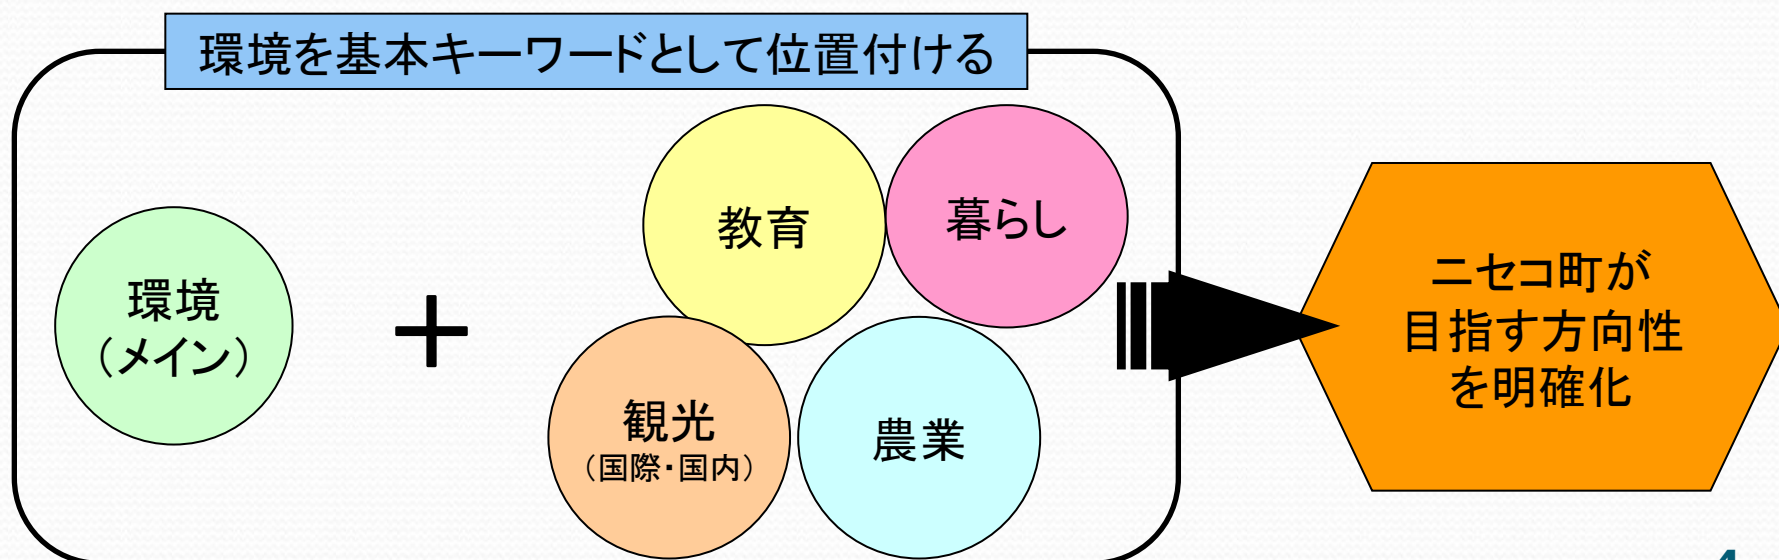 環境を基本キーワードとして位置付ける
環境
（メイン）
＋
教育
暮らし
観光
（国際・国内）
農業
ニセコ町が
目指す方向性
を明確化